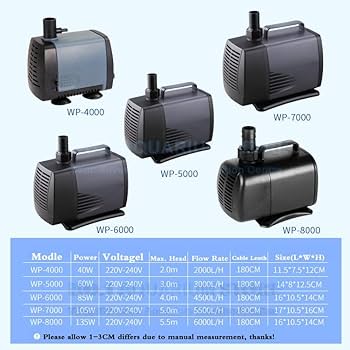 WP-4000
WP-7000
WP-5000
WP-6000
WP-8000
Modle Power Voltagel Max. Head Flow Rate Cable Lenth Size(L*W*H)
WP-4000 40W 220V-240V 2.0m 2000L/H 180CM 11.5*7.5*12CM
WP-5000 60W 220V-240V 3.0m 3000L/H 180CM 14*8*12.5CM
WP-6000 85W 220V-240V 4.0m 4500L/H 180CM 16*10.5*14CM
WP-7000 105W 220V-240V 5.0m 5500L/H 180CM 17*10.5*16CM
WP-8000 135W 220V-240V 5.5m 6000L/H 180CM 16*10.5*14CM
Please allow 1-3CM differs due to manual measurement, thanks!